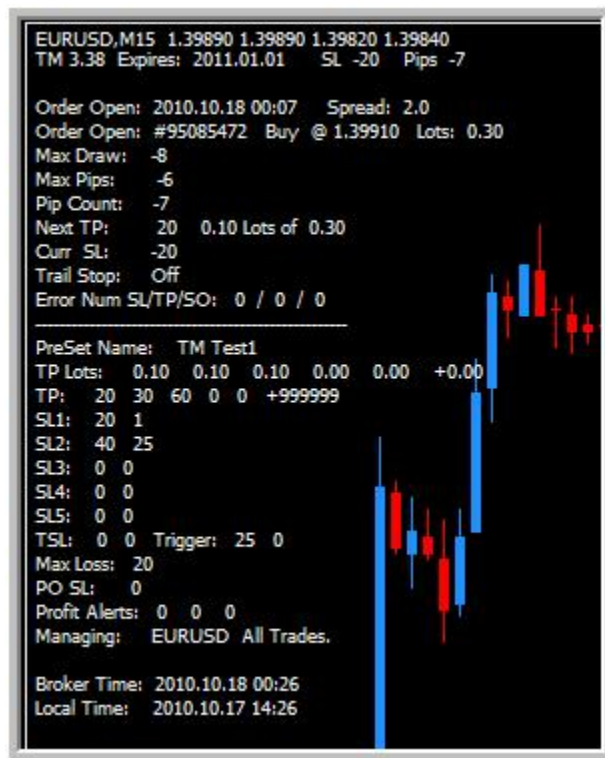 EURUSD,M15 1.39890 1.39890 1.39820 1.39840
TM 3.38 Expires: 2011.01.01 SL -20 Pips -7
Order Open: 2010.10.18 00:07 Spread: 2.0
Order Open: #95085472 Buy @ 1.39910 Lots: 0.30
Max Draw: -8
Max Pips: -6
Pip Count: -7
Next TP: 20 0.10 Lots of 0.30
Curr SL: -20
Trail Stop: Off
Error Num SL/TP/SO: 0 / 0 / 0
PreSet Name: TM Test1
TP Lots: 0.10 0.10 0.10 0.00 0.00 +0.00
TP: 20 30 60 0 0 +999999
SL1: 20 1
SL2: 40 25
SL3: 0 0
SL4: 0 0
SL5: 0 0
TSL: 0 0 Trigger: 25 0
Max Loss: 20
PO SL: 0
Profit Alerts: 0 0 0
Managing: EURUSD All Trades.
Broker Time: 2010.10.18 00:26
Local Time: 2010.10.17 14:26